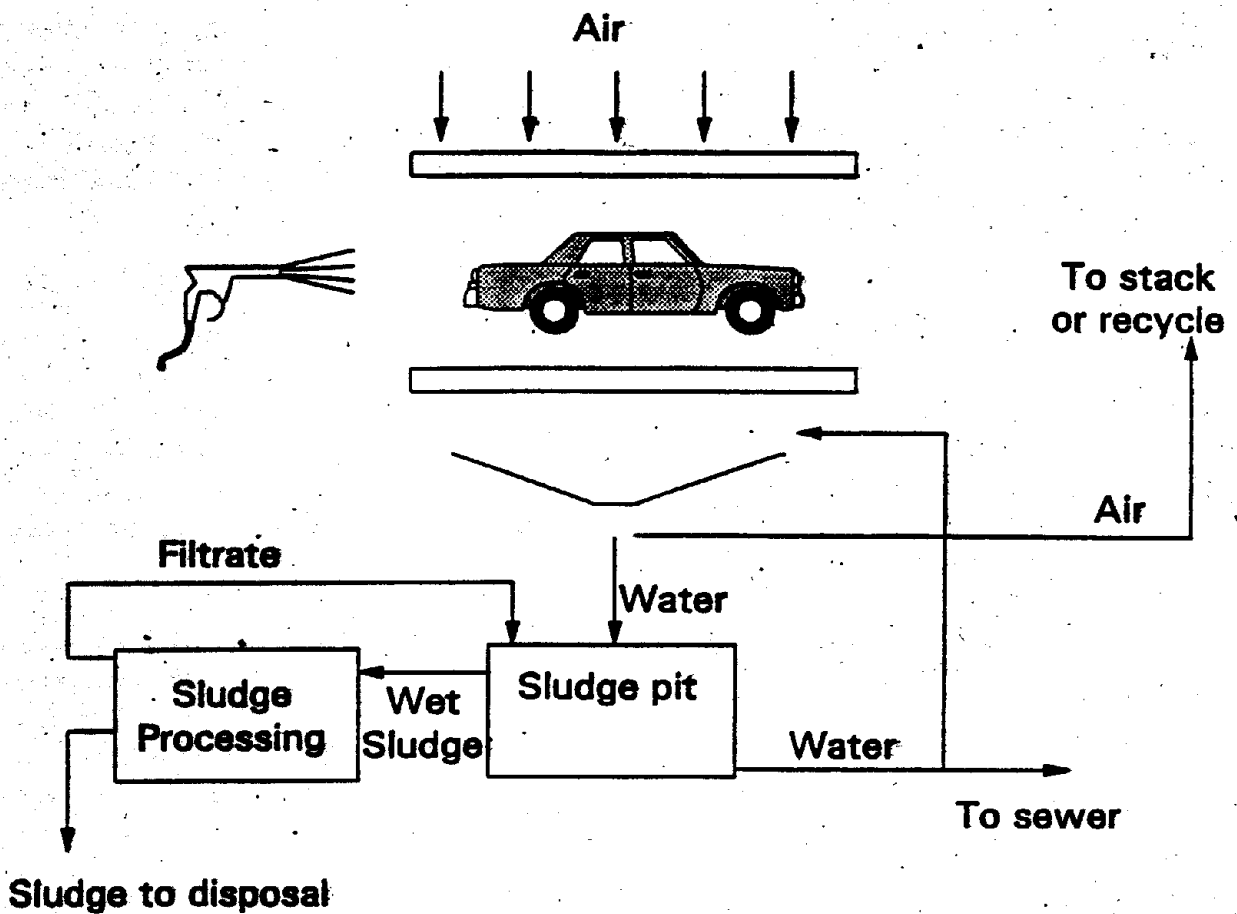 Air
To stack
or recycle
Air
Filtrate
Water
Sludge
Processing
Wet
Sludge
Sludge pit
Water
To sewer
Sludge to disposal